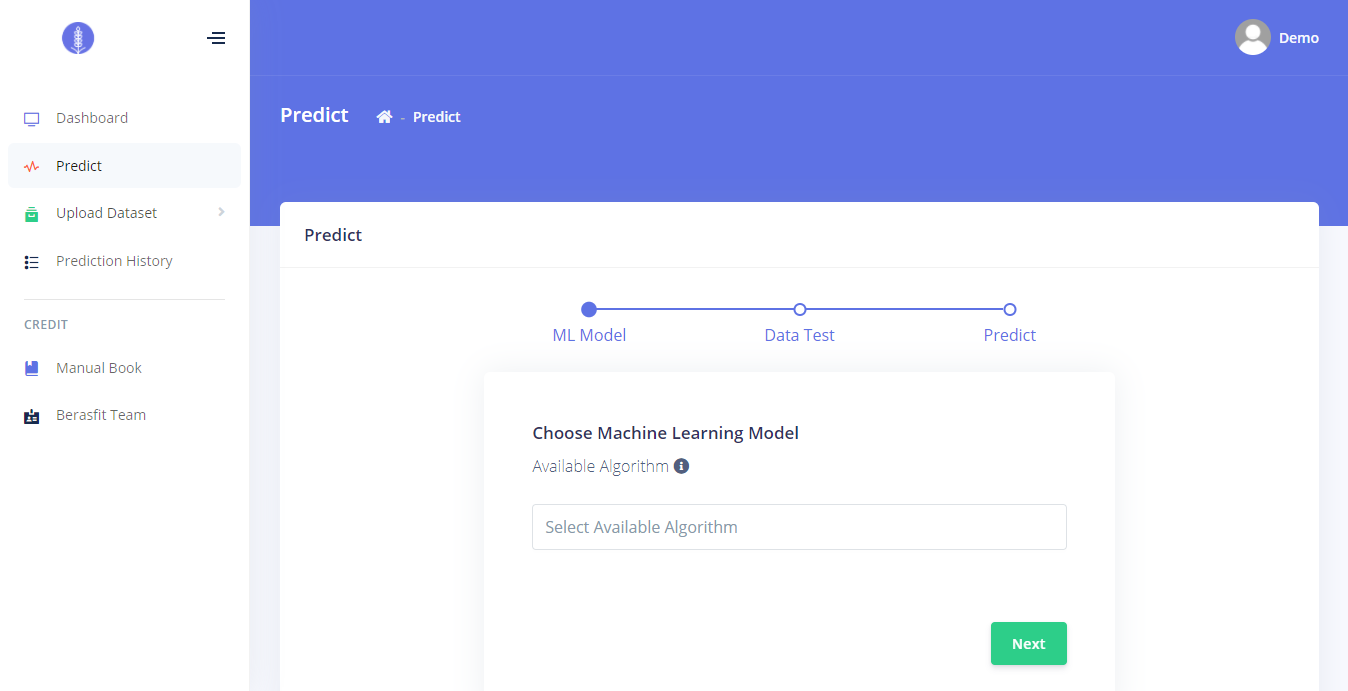 Demo
Predict
- Predict
Dashboard
Predict
Upload Dataset
Prediction History
CREDIT
Manual Book
Berasfit Team
Predict
ML Model
Data Test
Predict
Choose Machine Learning Model
Available Algorithm
Select Available Algorithm
Next